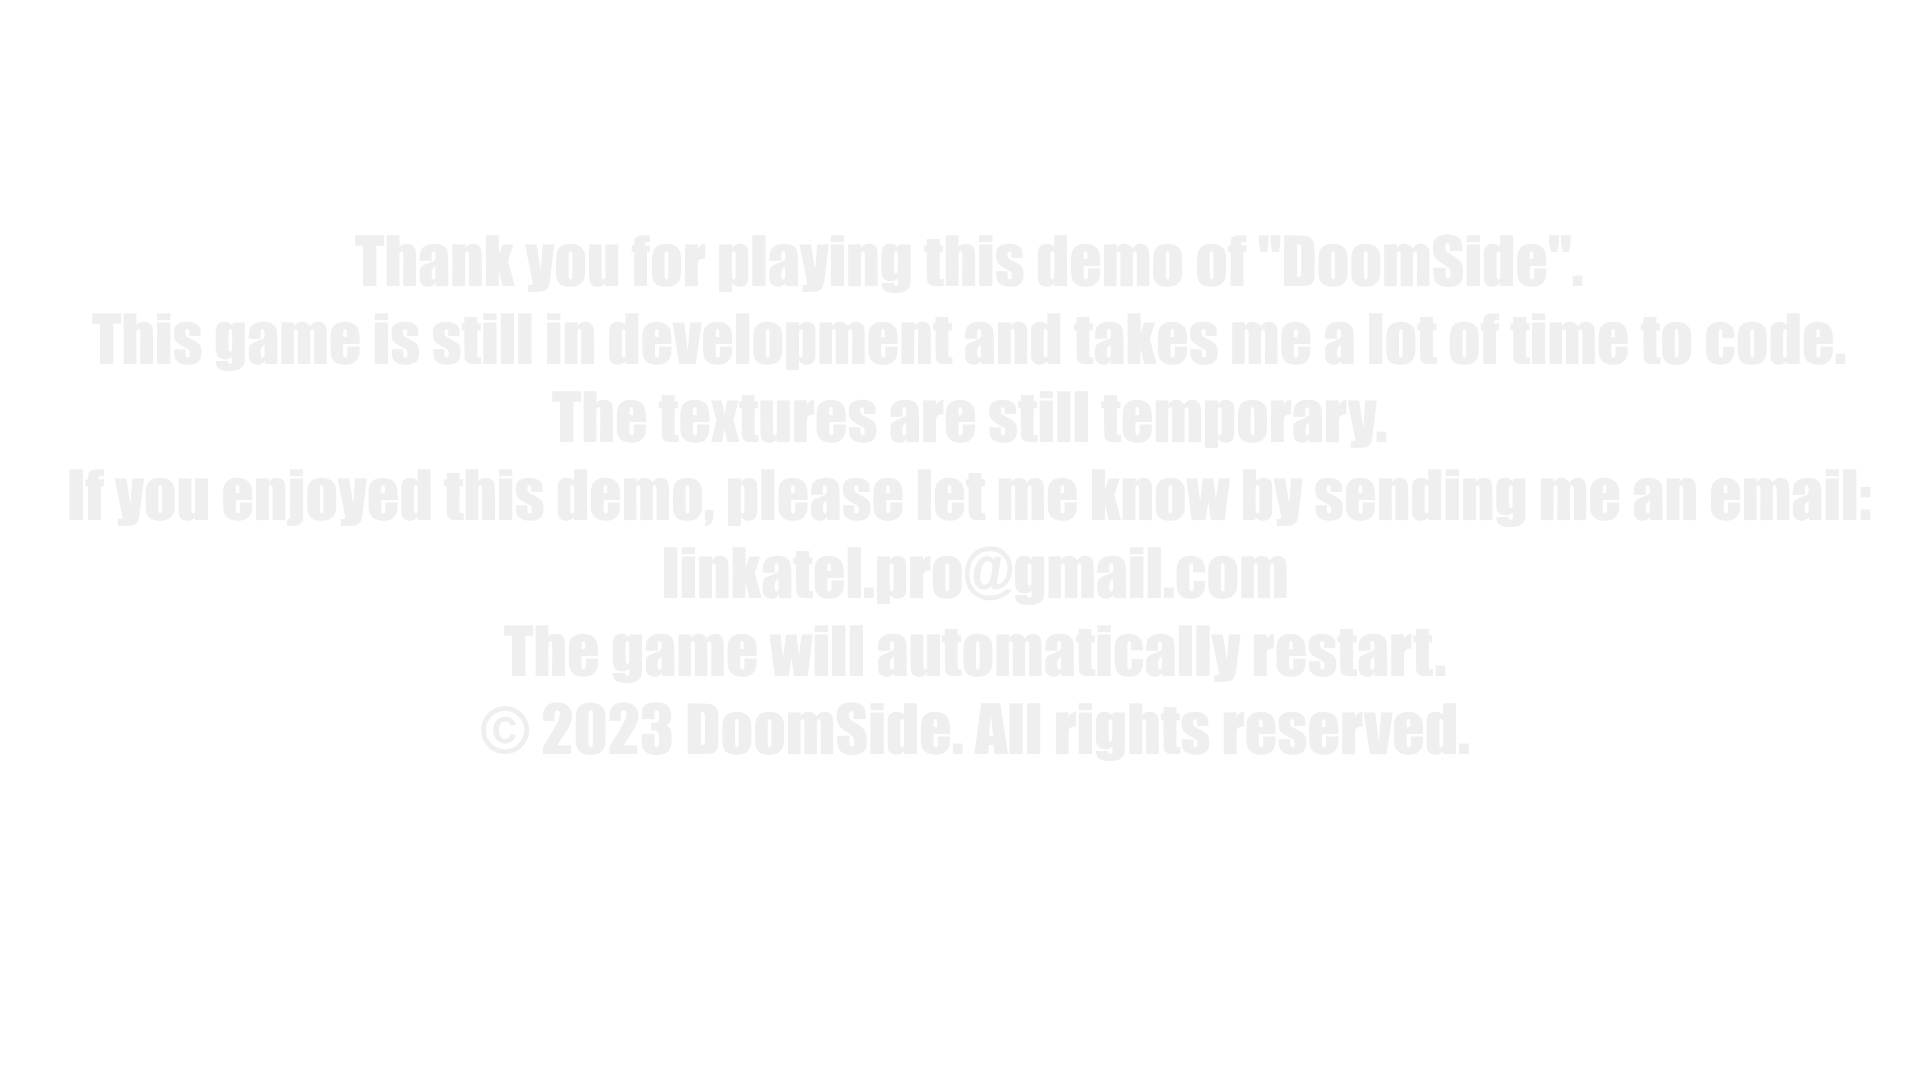 Thank you for playing this demo of "DoomSide".
This game is still in development and takes me a lot of time to code.
The textures are still temporary.
If you enjoyed this demo, please let me know by sending me an email:
linkatel.pro@gmail.com
The game will automatically restart.
© 2023 DoomSide. All rights reserved.